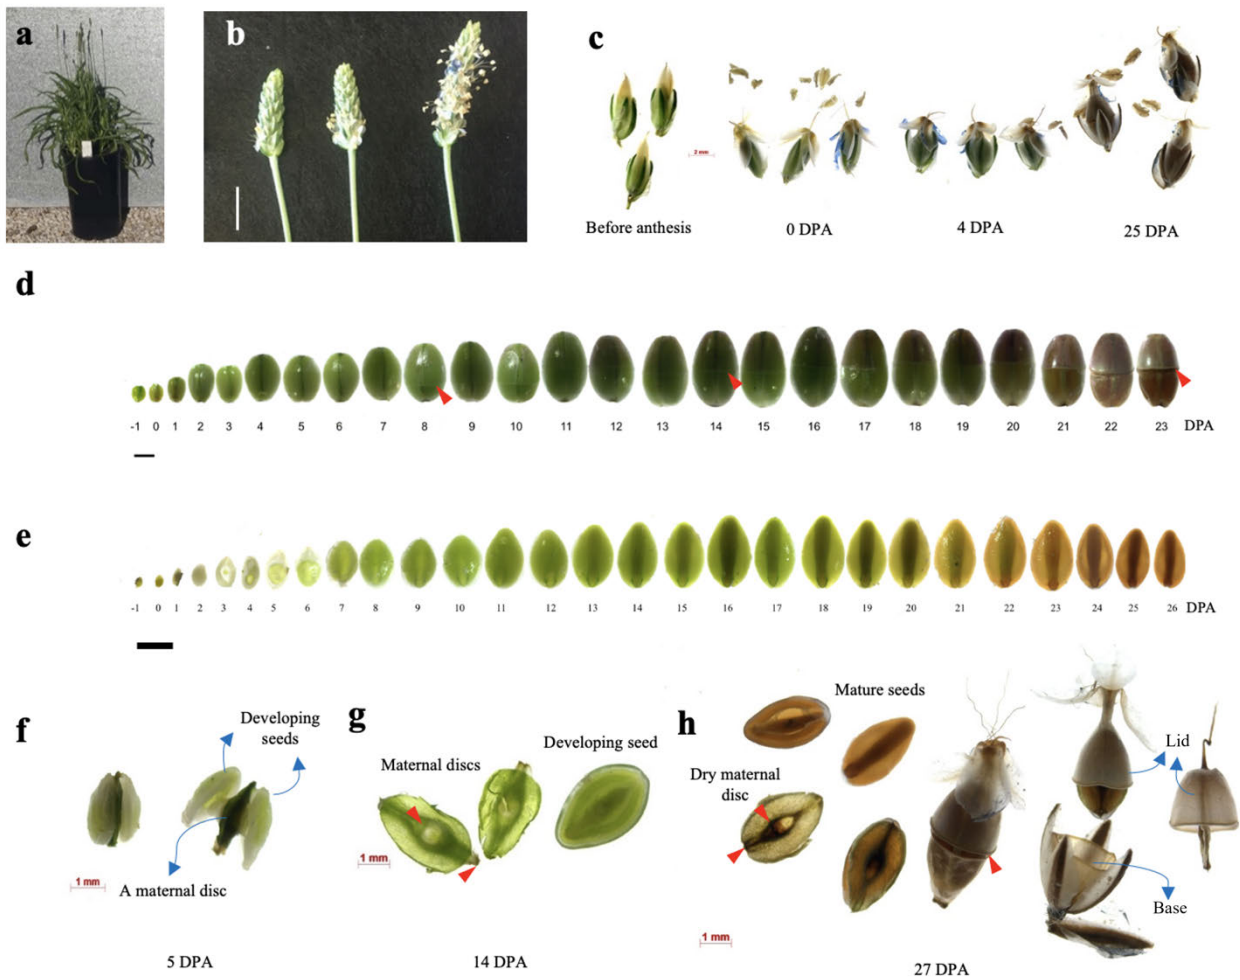 a
b
c
2 mm
Before anthesis
0 DPA
4 DPA
25 DPA
d
-1 0 1 2 3 4 5 6 7 8 9 10 11 12 13 14 15 16 17 18 19 20 21 22 23 DPA
e
-1 0 1 2 3 4 5 6 7 8 9 10 11 12 13 14 15 16 17 18 19 20 21 22 23 24 25 26 DPA
f
Developing
seeds
1 mm
A maternal disc
5 DPA
g
Maternal discs
Developing seed
1 mm
14 DPA
h
Mature seeds
Dry maternal
disc
Lid
Base
1 mm
27 DPA